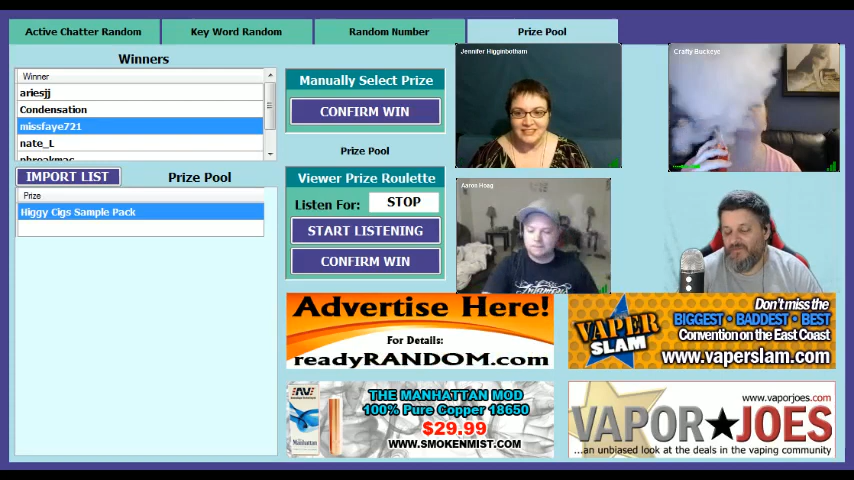 Active Chatter Random
Key Word Random
Random Number
Prize Pool
Winners
Winner
ariesjj
Condensation
missfaye721
nate_L
phreakmac
IMPORT LIST
Prize Pool
Prize
Higgy Cigs Sample Pack
Manually Select Prize
CONFIRM WIN
Prize Pool
Viewer Prize Roulette
Listen For:
STOP
START LISTENING
CONFIRM WIN
Jennifer Higginbotham
Crafty Buckeye
Aaron Hoag
Advertise Here!
For Details:
readyRANDOM.com
VAPER
SLAM
Don't miss the
BIGGEST • BADDEST • BEST
Convention on the East Coast
www.vaperslam.com
AV
Manhattan
THE MANHATTAN MOD
100% Pure Copper 18650
$29.99
WWW.SMOKENMIST.COM
www.vaporjoes.com
VAPOR★JOES
...an unbiased look at the deals in the vaping community